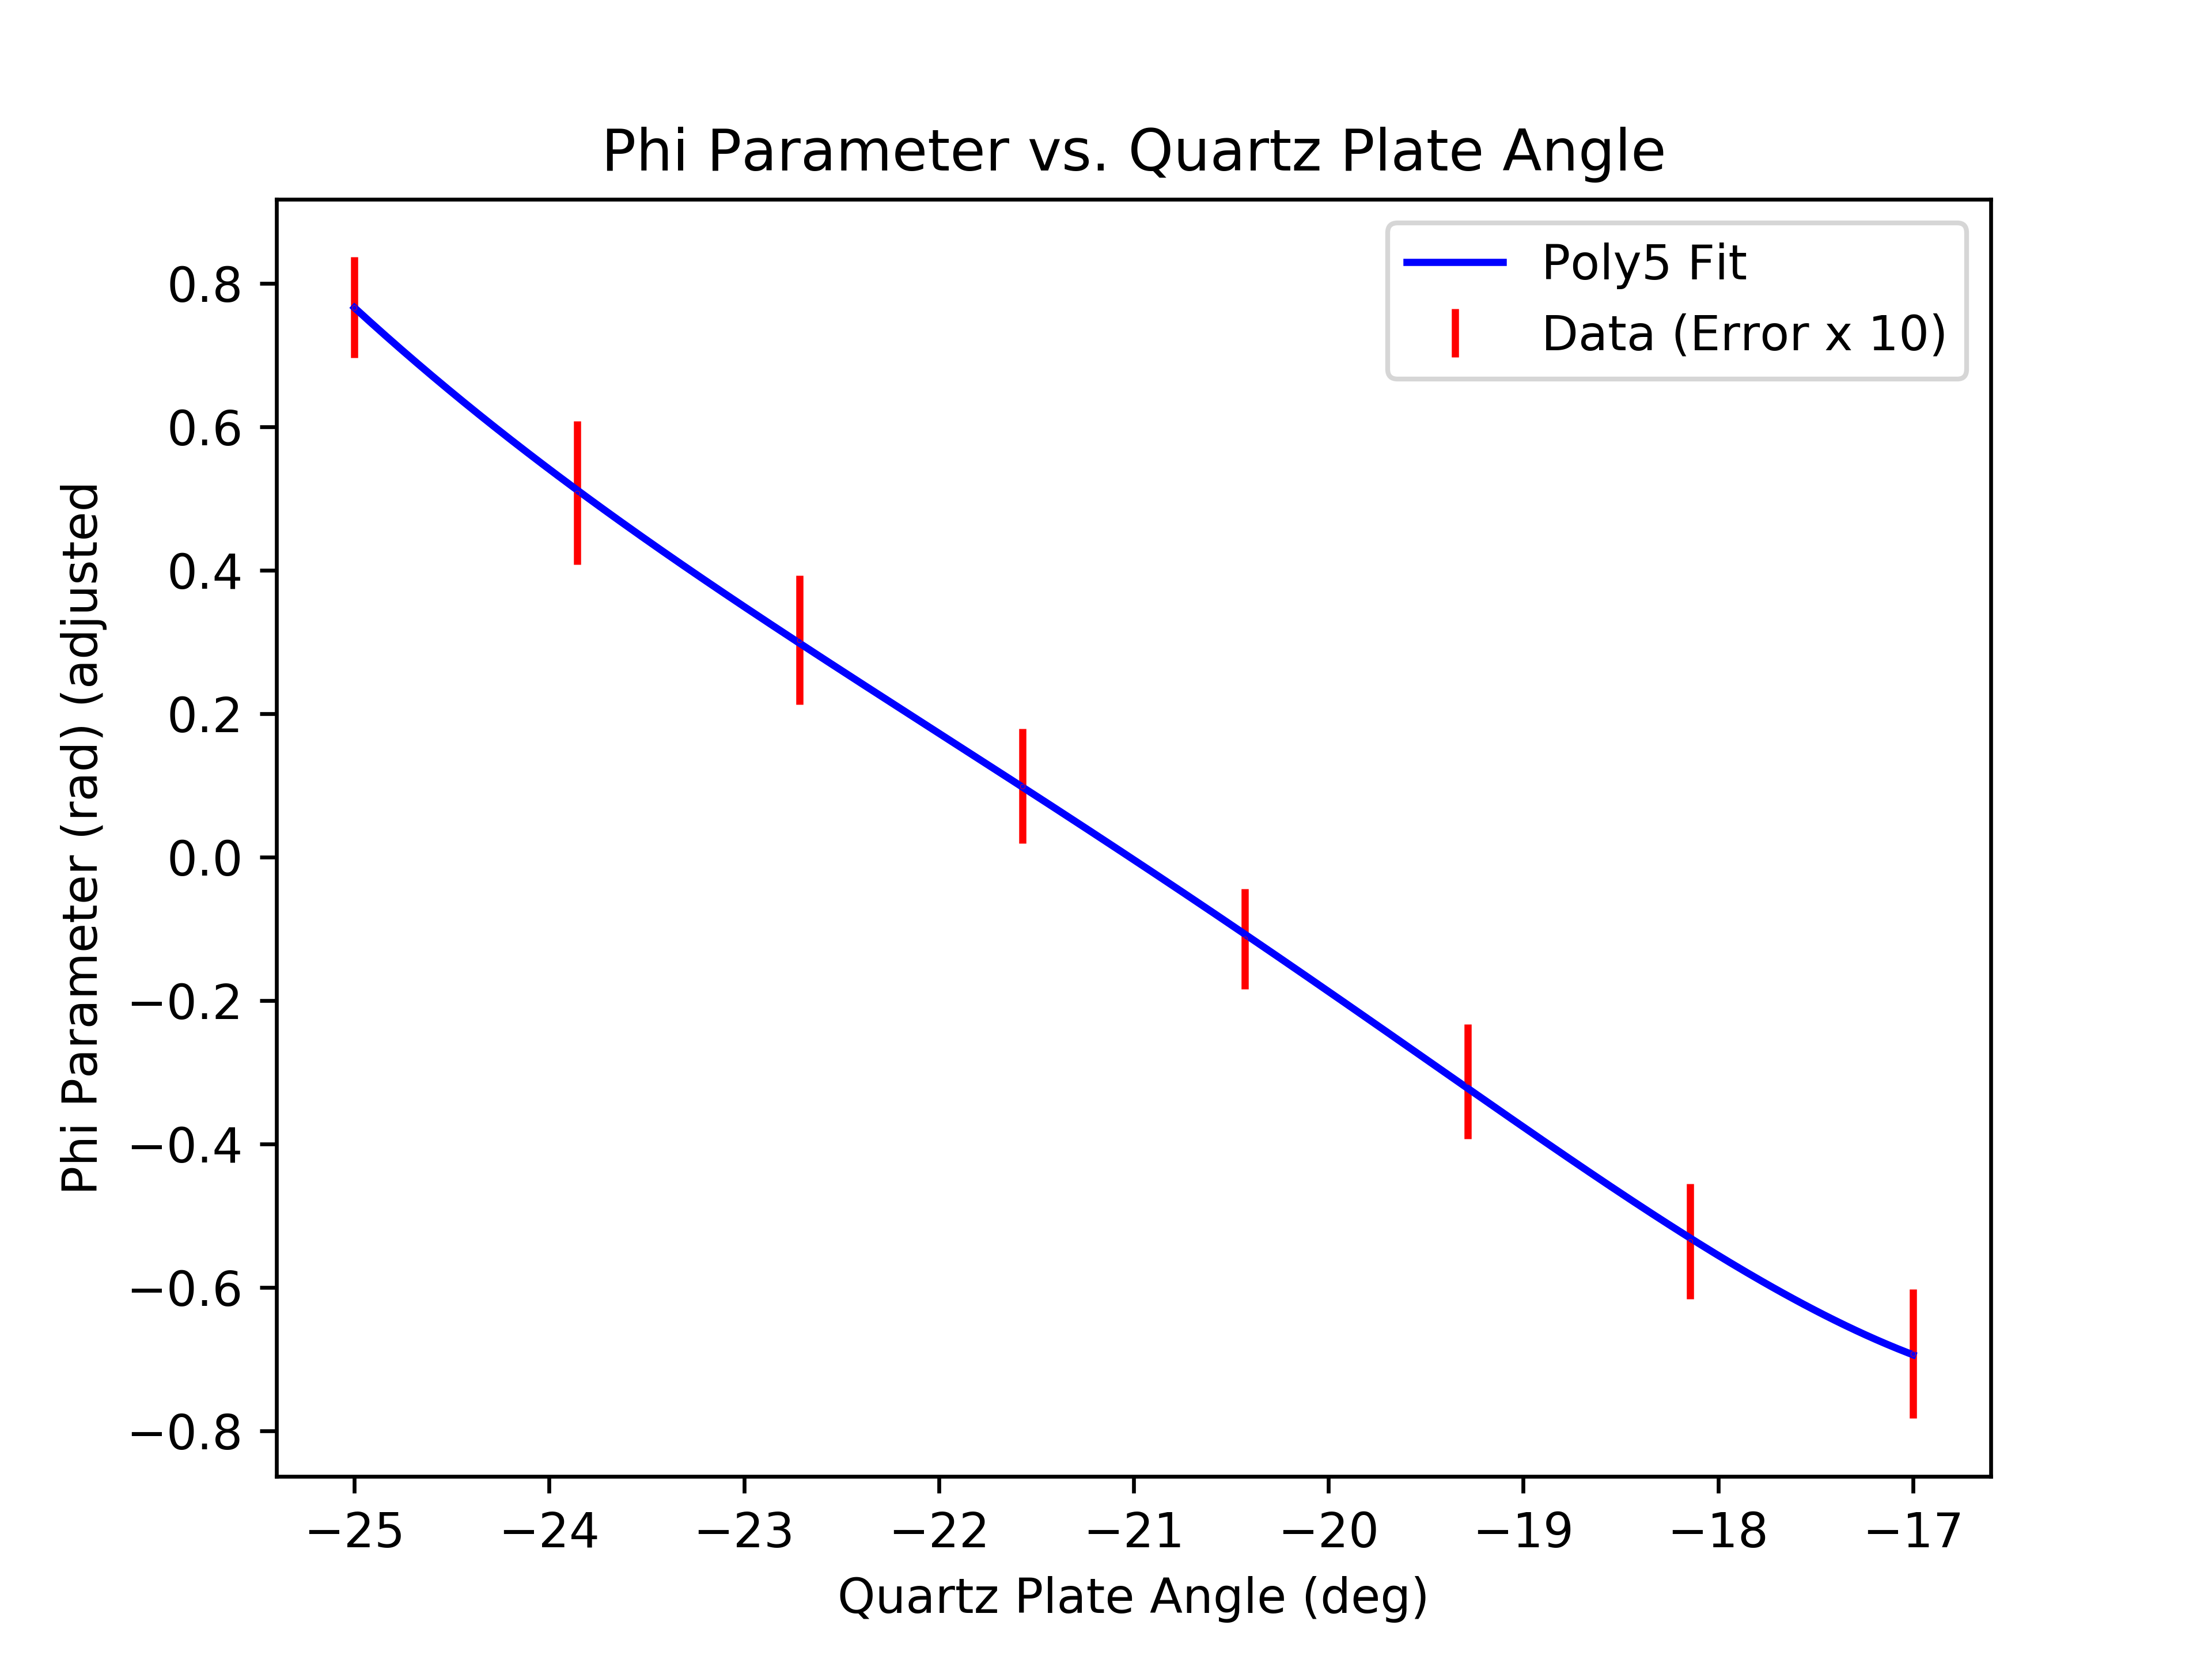 Phi Parameter vs. Quartz Plate Angle
Poly5 Fit
Data (Error x 10)
Phi Parameter (rad) (adjusted
0.8
0.6
0.4
0.2
0.0
−0.2
−0.4
−0.6
−0.8
−25 −24 −23 −22 −21 −20 −19 −18 −17
Quartz Plate Angle (deg)